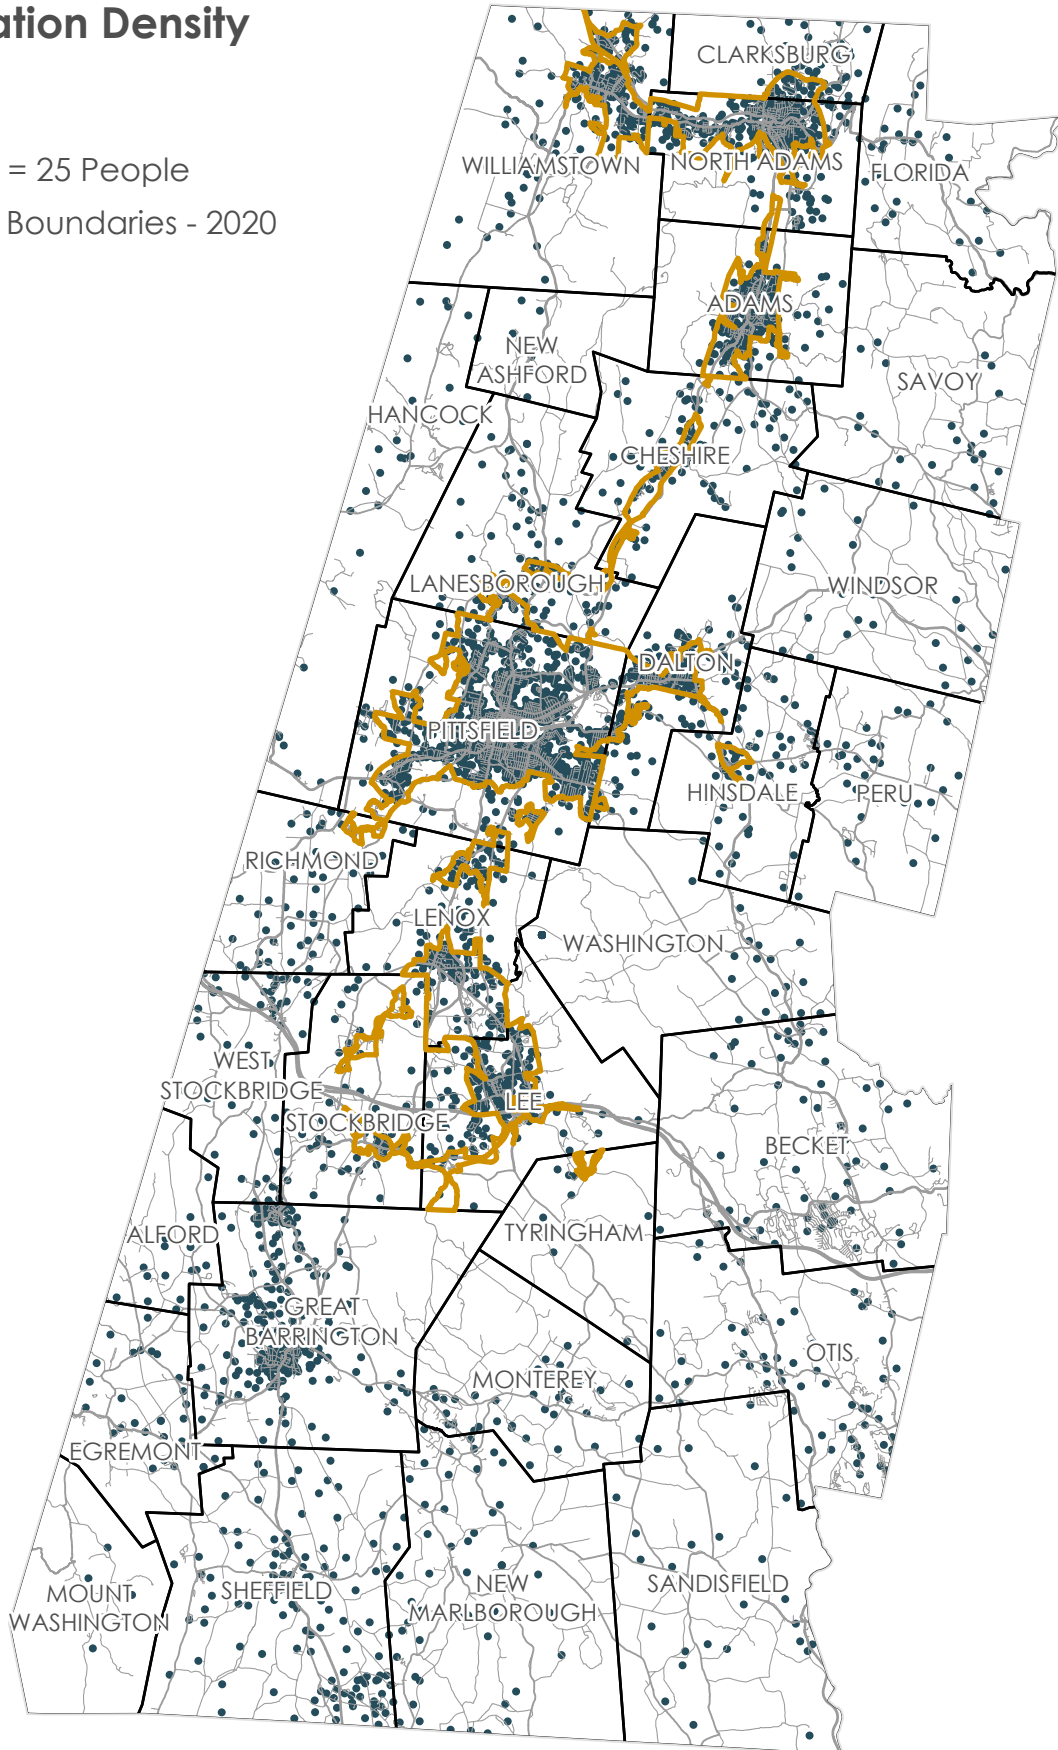 ation Density
= 25 People
Boundaries - 2020
CLARKSBURG
WILLIAMSTOWN
NORTH ADAMS
FLORIDA
ADAMS
NEW
ASHFORD
SAVOY
HANCOCK
CHESHIRE
LANESBOROUGH
WINDSOR
DALTON
PITTSFIELD
HINSDALE
PERU
RICHMOND
LENOX
WASHINGTON
WEST
STOCKBRIDGE
LEE
STOCKBRIDGE
BECKET
ALFORD
TYRINGHAM
GREAT
BARRINGTON
OTIS
MONTEREY
EGREMONT
MOUNT
WASHINGTON
SHEFFIELD
NEW
MARLBOROUGH
SANDISFIELD